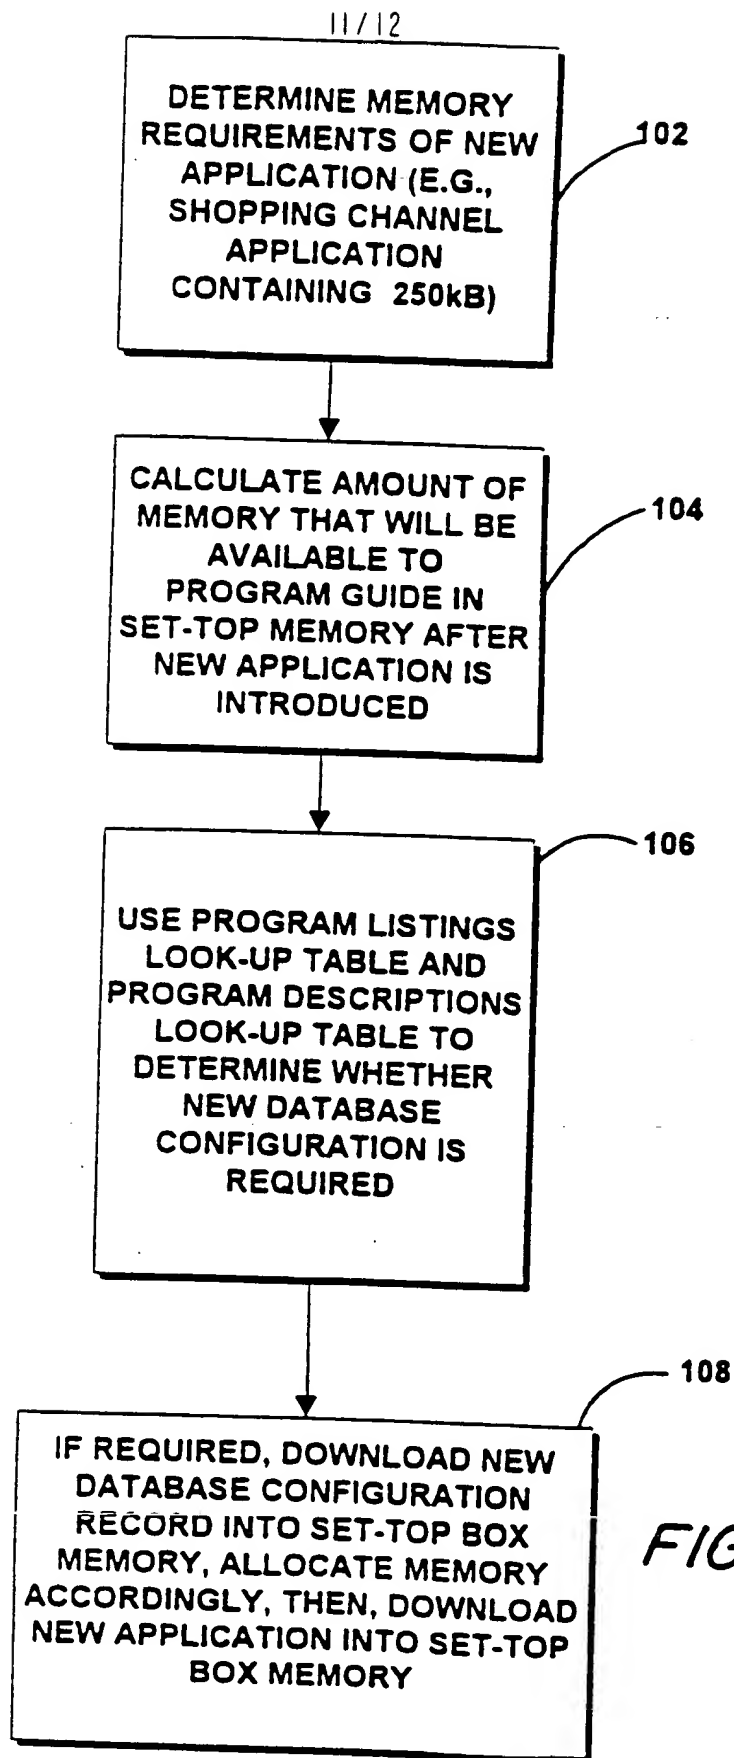 11/12
DETERMINE MEMORY
REQUIREMENTS OF NEW
APPLICATION (E.G.,
SHOPPING CHANNEL
APPLICATION
CONTAINING 250kB)
102
CALCULATE AMOUNT OF
MEMORY THAT WILL BE
AVAILABLE TO
PROGRAM GUIDE IN
SET-TOP MEMORY AFTER
NEW APPLICATION IS
INTRODUCED
104
USE PROGRAM LISTINGS
LOOK-UP TABLE AND
PROGRAM DESCRIPTIONS
LOOK-UP TABLE TO
DETERMINE WHETHER
NEW DATABASE
CONFIGURATION IS
REQUIRED
106
IF REQUIRED, DOWNLOAD NEW
DATABASE CONFIGURATION
RECORD INTO SET-TOP BOX
MEMORY, ALLOCATE MEMORY
ACCORDINGLY, THEN, DOWNLOAD
NEW APPLICATION INTO SET-TOP
BOX MEMORY
108
FIG